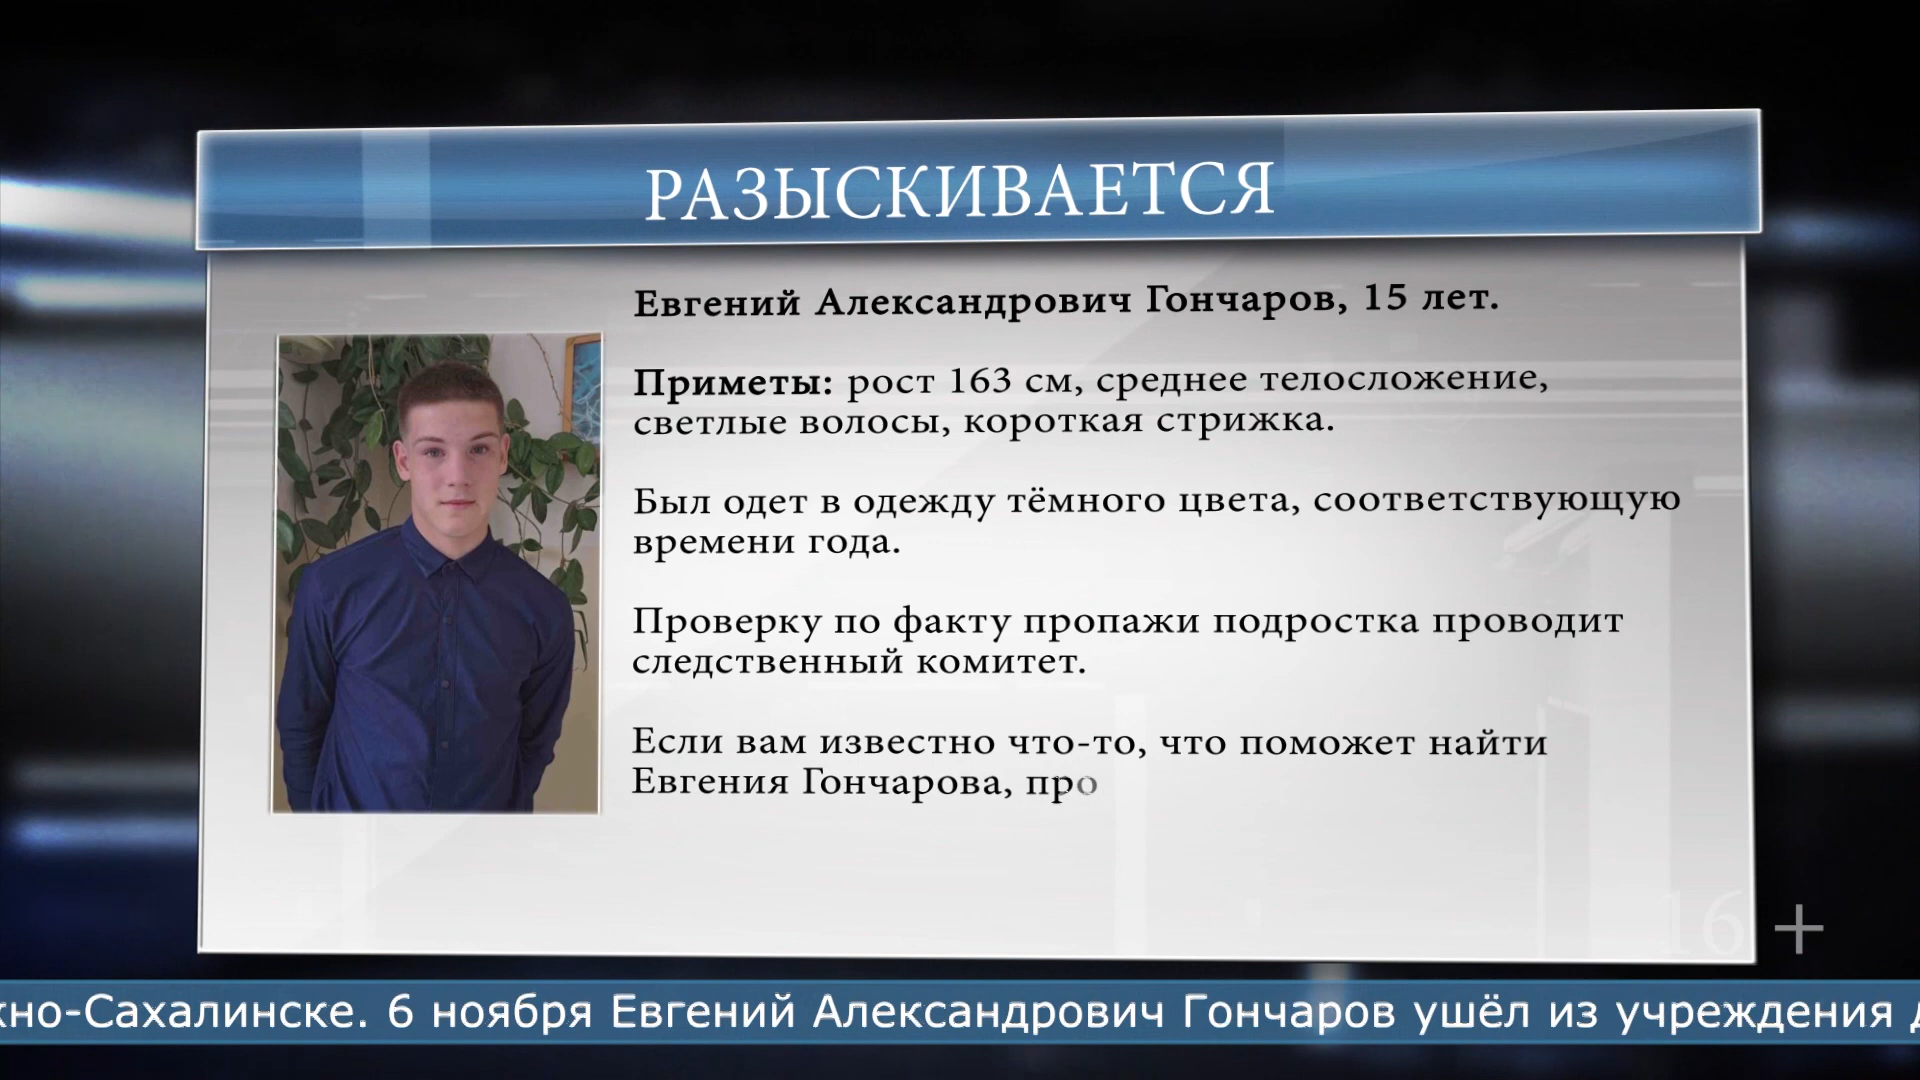 РАЗЫСКИВАЕТСЯ
Евгений Александрович Гончаров, 15 лет.
Приметы: рост 163 см, среднее телосложение,
светлые волосы, короткая стрижка.
Был одет в одежду тёмного цвета, соответствующую
времени года.
Проверку по факту пропажи подростка проводит
следственный комитет.
Если вам известно что-то, что поможет найти
Евгения Гончарова, про
16+
но-Сахалинске. 6 ноября Евгений Александрович Гончаров ушёл из учреждения